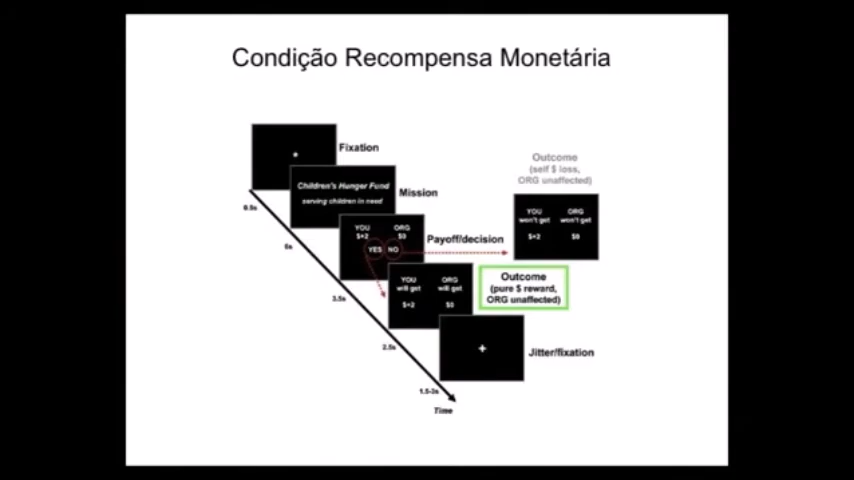 Condição Recompensa Monetária
Fixation
Children's Hunger Fund
serving children in need
Mission
0.5s
6s
YOU ORG
$+2 $0
YES NO
Payoff/decision
Outcome
(self $ loss,
ORG unaffected)
YOU ORG
won't get won't get
$+2 $0
3.5s
YOU ORG
will get will get
$+2 $0
Outcome
(pure $ reward,
ORG unaffected)
2.5s
Jitter/fixation
1.5-3s
Time